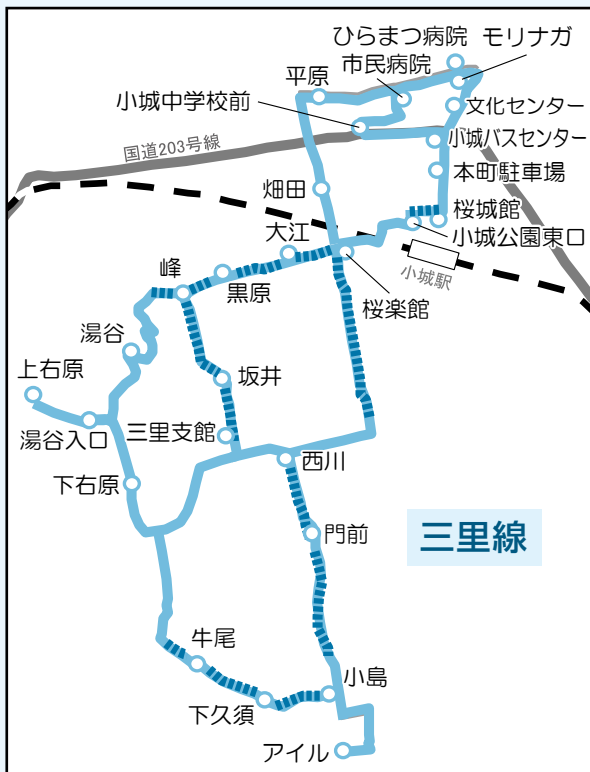 ひらまつ病院
モリナガ
市民病院
平原
小城中学校前
文化センター
国道203号線
小城バスセンター
本町駐車場
畑田
桜城館
小城公園東口
大江
小城駅
峰
黒原
桜楽館
湯谷
上右原
坂井
湯谷入口
三里支館
西川
下右原
門前
三里線
牛尾
小島
下久須
アイル